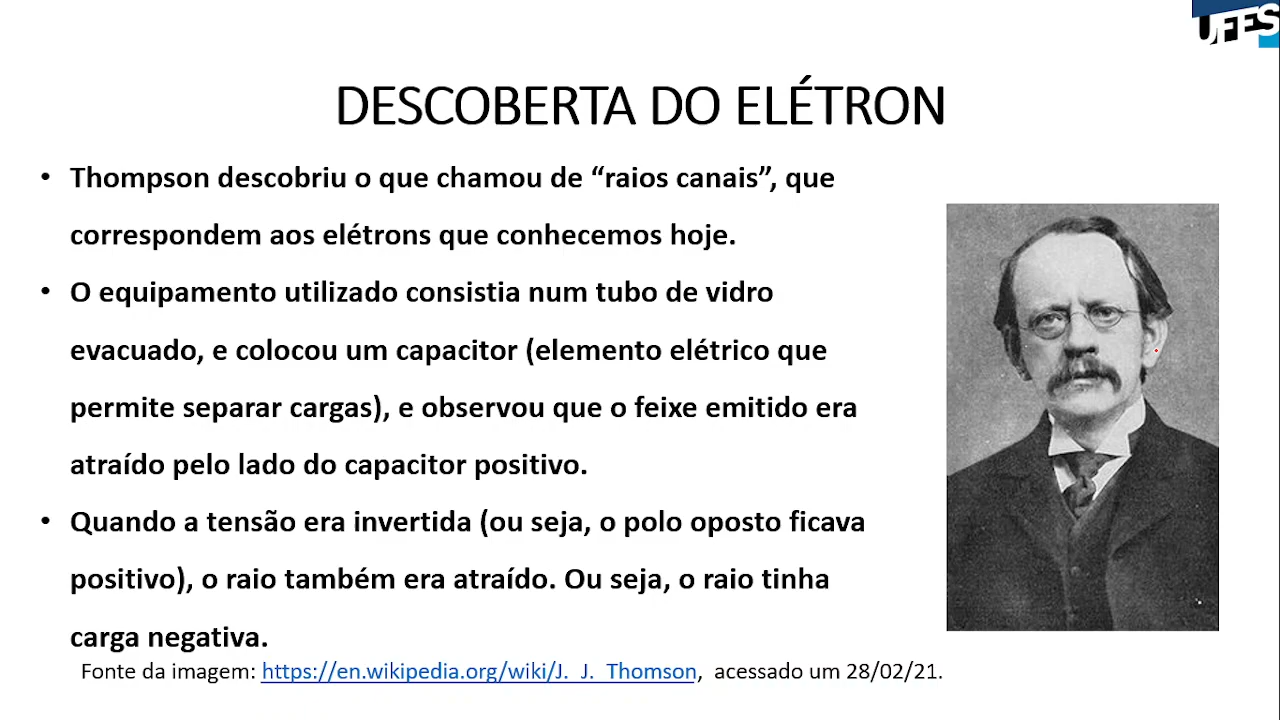 UFES
DESCOBERTA DO ELÉTRON
• Thompson descobriu o que chamou de “raios canais”, que
correspondem aos elétrons que conhecemos hoje.
• O equipamento utilizado consistia num tubo de vidro
evacuado, e colocou um capacitor (elemento elétrico que
permite separar cargas), e observou que o feixe emitido era
atraído pelo lado do capacitor positivo.
• Quando a tensão era invertida (ou seja, o polo oposto ficava
positivo), o raio também era atraído. Ou seja, o raio tinha
carga negativa.
Fonte da imagem: https://en.wikipedia.org/wiki/J._J._Thomson, acessado um 28/02/21.